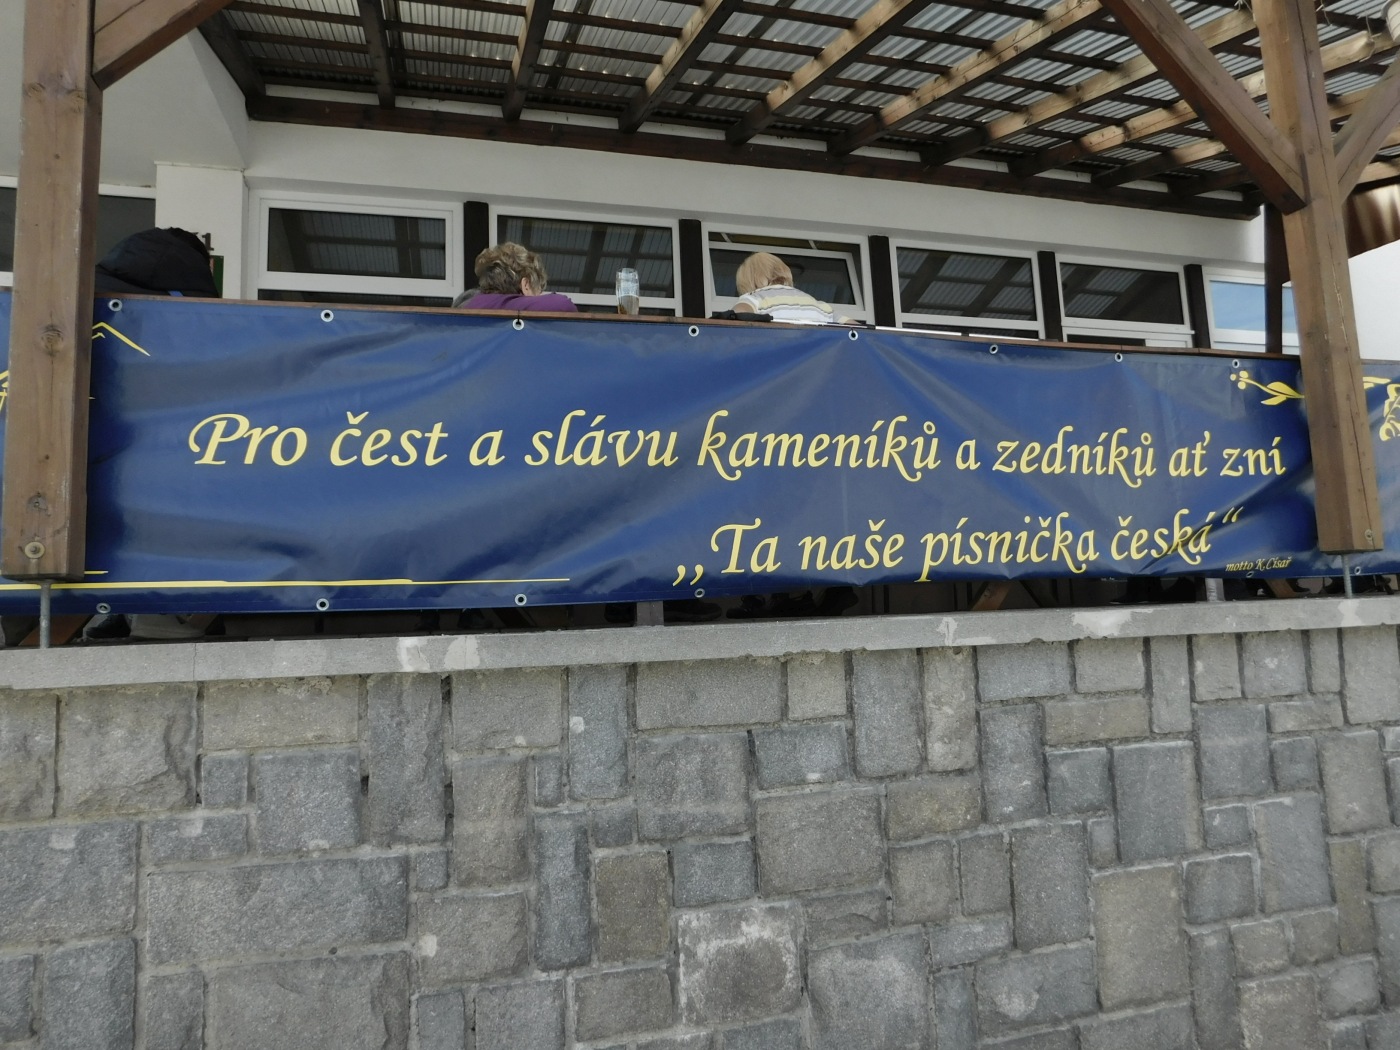 Pro čest a slávu kameníků a zedníků ať zní
,,Ta naše písnička česká“
motto K.Císař